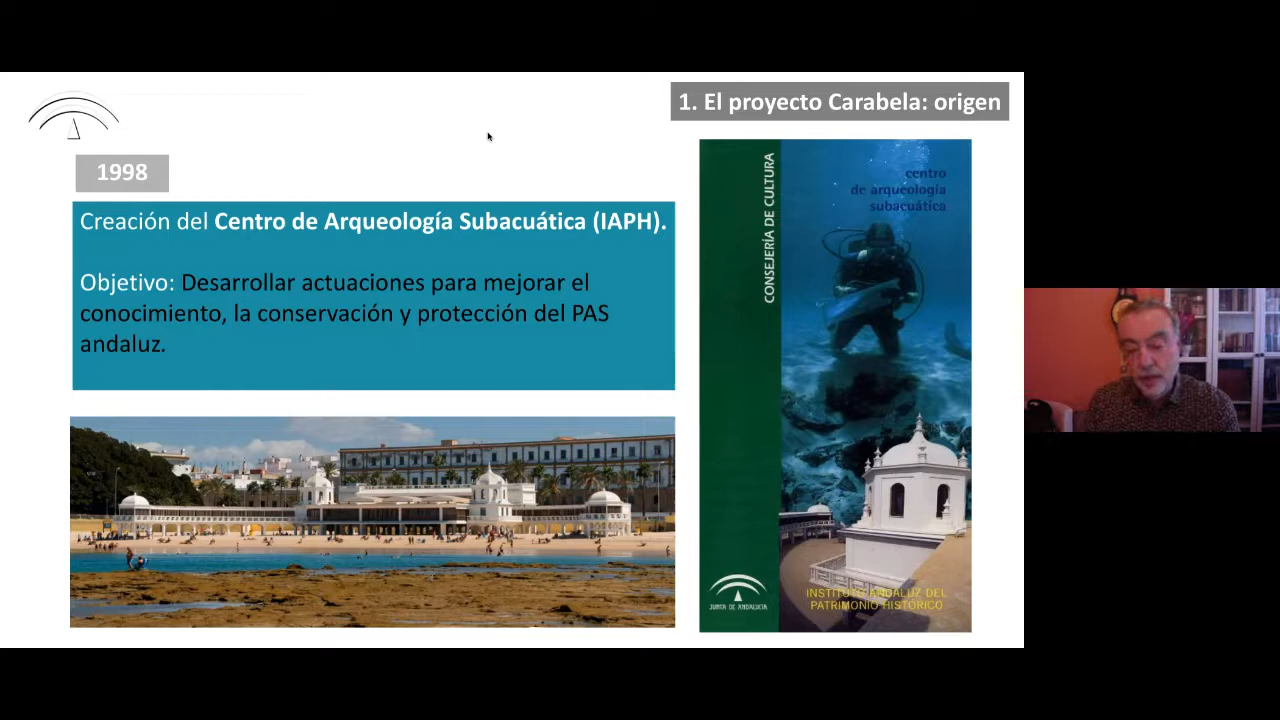 1. El proyecto Carabela: origen
1998
Creación del Centro de Arqueología Subacuática (IAPH).
Objetivo: Desarrollar actuaciones para mejorar el
conocimiento, la conservación y protección del PAS
andaluz.
CONSEJERÍA DE CULTURA
centro
de arqueología
subacuática
JUNTA DE ANDALUCIA
INSTITUTO ANDALUZ DEL
PATRIMONIO HISTÓRICO